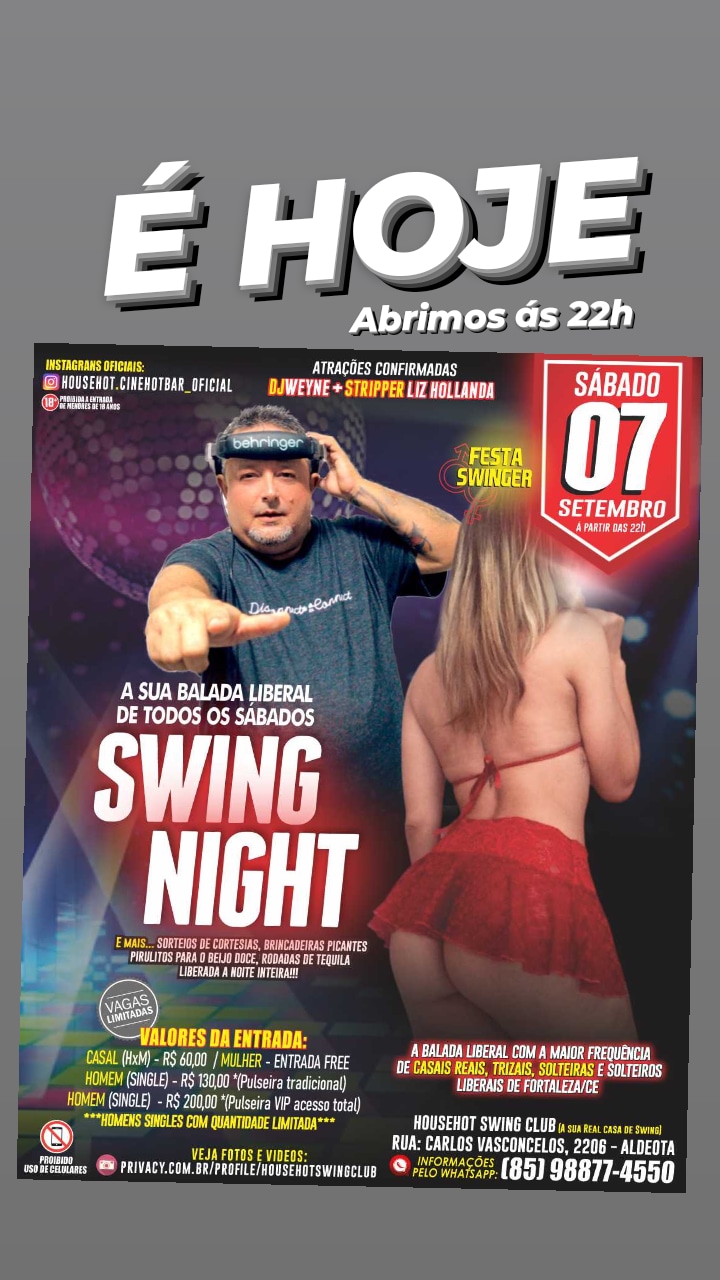 É HOJE
Abrimos ás 22h
INSTAGRANS OFICIAIS:
HOUSEHOT.CINEHOTBAR_OFICIAL
18+ PROIBIDA A ENTRADA
DE MENORES DE 18 ANOS
ATRAÇÕES CONFIRMADAS
DJWEYNE + STRIPPER LIZ HOLLANDA
SÁBADO
07
SETEMBRO
Á PARTIR DAS 22h
behringer
FESTA
SWINGER
A SUA BALADA LIBERAL
DE TODOS OS SÁBADOS
SWING
NIGHT
E MAIS... SORTEIOS DE CORTESIAS, BRINCADEIRAS PICANTES
PIRULITOS PARA O BEIJO DOCE, RODADAS DE TEQUILA
LIBERADA A NOITE INTEIRA!!!
VAGAS
LIMITADAS
VALORES DA ENTRADA:
CASAL (HxM) - R$ 60,00 / MULHER - ENTRADA FREE
HOMEM (SINGLE) - R$ 130,00 *(Pulseira tradicional)
HOMEM (SINGLE) - R$ 200,00 *(Pulseira VIP acesso total)
***HOMENS SINGLES COM QUANTIDADE LIMITADA***
PROIBIDO
USO DE CELULARES
VEJA FOTOS E VIDEOS:
PRIVACY.COM.BR/PROFILE/HOUSEHOTSWINGCLUB
A BALADA LIBERAL COM A MAIOR FREQUÊNCIA
DE CASAIS REAIS, TRIZAIS, SOLTEIRAS E SOLTEIROS
LIBERAIS DE FORTALEZA/CE
HOUSEHOT SWING CLUB (A SUA REAL CASA DE SWING)
RUA: CARLOS VASCONCELOS, 2206 - ALDEOTA
INFORMAÇÕES
PELO WHATSAPP: (85) 98877-4550